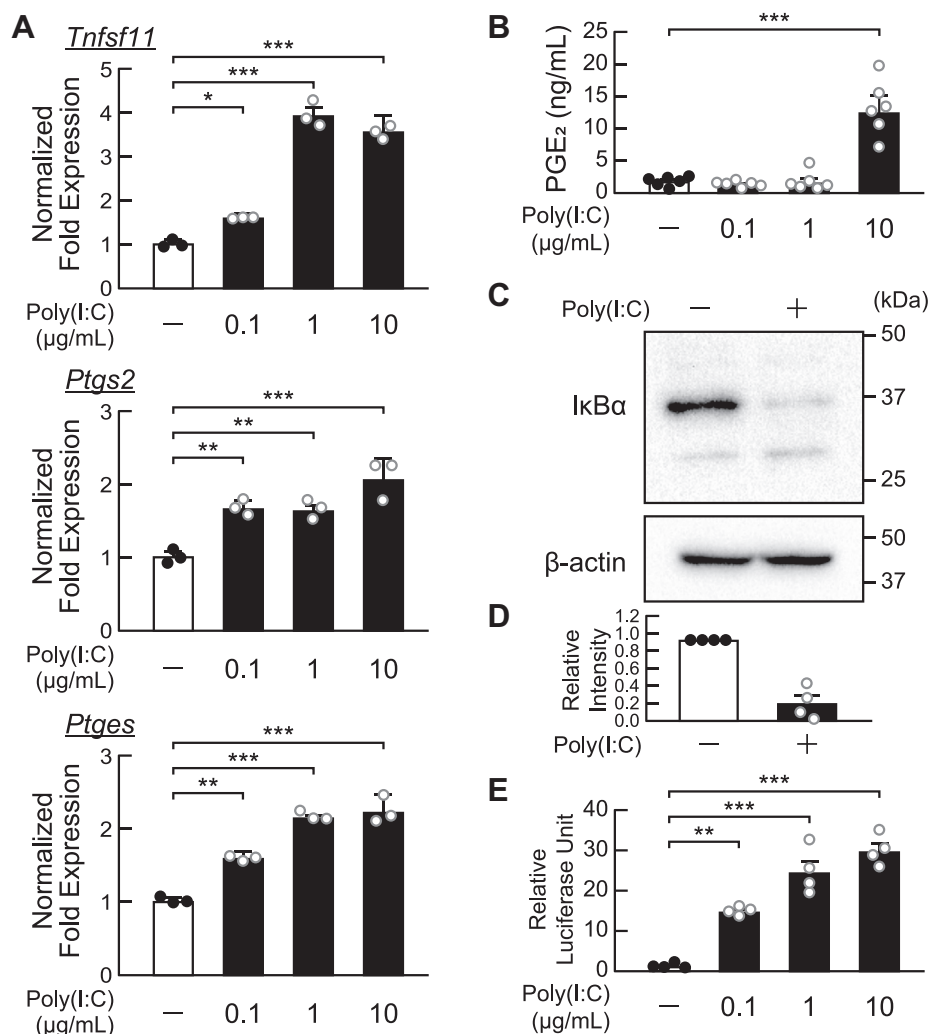 A
Tnfsf11
Normalized
Fold Expression
5
4
3
2
1
0
*
***
***
Poly(I:C)
(µg/mL)
— 0.1 1 10
Ptgs2
Normalized
Fold Expression
3
2
1
0
**
**
***
Poly(I:C)
(µg/mL)
— 0.1 1 10
Ptges
Normalized
Fold Expression
3
2
1
0
**
***
***
Poly(I:C)
(µg/mL)
— 0.1 1 10
B
PGE₂ (ng/mL)
25
20
15
10
5
0
***
Poly(I:C)
(µg/mL)
— 0.1 1 10
C
Poly(I:C) — + (kDa)
IκBα
50
37
25
β-actin
50
37
D
Relative
Intensity
1.2
1.0
0.8
0.6
0.4
0.2
0.0
Poly(I:C) — +
E
Relative
Luciferase Unit
40
30
20
10
0
**
***
***
Poly(I:C)
(µg/mL)
— 0.1 1 10